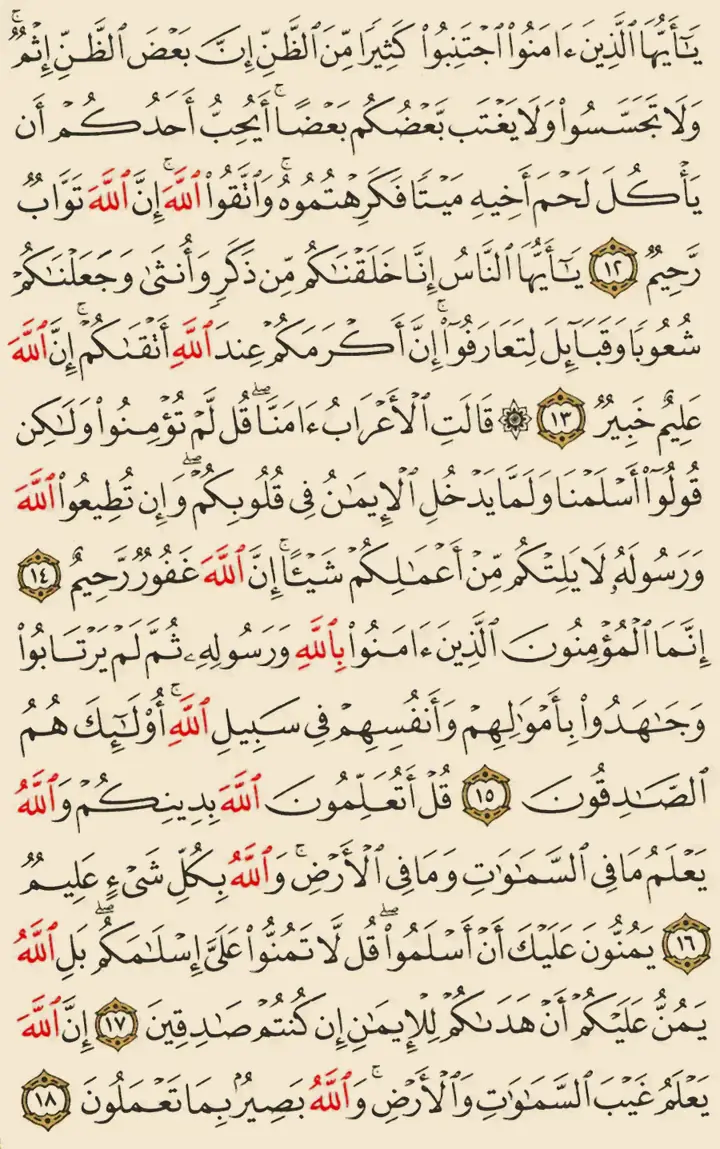 يَٰٓأَيُّهَا ٱلَّذِينَ ءَامَنُوا۟ ٱجْتَنِبُوا۟ كَثِيرًا مِّنَ ٱلظَّنِّ إِنَّ بَعْضَ ٱلظَّنِّ إِثْمٌ ۖ
وَلَا تَجَسَّسُوا۟ وَلَا يَغْتَب بَّعْضُكُم بَعْضًا ۚ أَيُحِبُّ أَحَدُكُمْ أَن
يَأْكُلَ لَحْمَ أَخِيهِ مَيْتًا فَكَرِهْتُمُوهُ ۚ وَٱتَّقُوا۟ ٱللَّهَ ۚ إِنَّ ٱللَّهَ تَوَّابٌ
رَّحِيمٌ ١٢ يَٰٓأَيُّهَا ٱلنَّاسُ إِنَّا خَلَقْنَٰكُم مِّن ذَكَرٍ وَأُنثَىٰ وَجَعَلْنَٰكُمْ
شُعُوبًا وَقَبَآئِلَ لِتَعَارَفُوٓا۟ ۚ إِنَّ أَكْرَمَكُمْ عِندَ ٱللَّهِ أَتْقَىٰكُمْ ۚ إِنَّ ٱللَّهَ
عَلِيمٌ خَبِيرٌ ١٣ ۞ قَالَتِ ٱلْأَعْرَابُ ءَامَنَّا ۖ قُل لَّمْ تُؤْمِنُوا۟ وَلَٰكِن
قُولُوٓا۟ أَسْلَمْنَا وَلَمَّا يَدْخُلِ ٱلْإِيمَٰنُ فِى قُلُوبِكُمْ ۖ وَإِن تُطِيعُوا۟ ٱللَّهَ
وَرَسُولَهُۥ لَا يَلِتْكُم مِّنْ أَعْمَٰلِكُمْ شَيْـًٔا ۚ إِنَّ ٱللَّهَ غَفُورٌ رَّحِيمٌ ١٤
إِنَّمَا ٱلْمُؤْمِنُونَ ٱلَّذِينَ ءَامَنُوا۟ بِٱللَّهِ وَرَسُولِهِۦ ثُمَّ لَمْ يَرْتَابُوا۟
وَجَٰهَدُوا۟ بِأَمْوَٰلِهِمْ وَأَنفُسِهِمْ فِى سَبِيلِ ٱللَّهِ ۚ أُو۟لَٰٓئِكَ هُمُ
ٱلصَّٰدِقُونَ ١٥ قُلْ أَتُعَلِّمُونَ ٱللَّهَ بِدِينِكُمْ وَٱللَّهُ
يَعْلَمُ مَا فِى ٱلسَّمَٰوَٰتِ وَمَا فِى ٱلْأَرْضِ ۚ وَٱللَّهُ بِكُلِّ شَىْءٍ عَلِيمٌ
١٦ يَمُنُّونَ عَلَيْكَ أَنْ أَسْلَمُوا۟ ۖ قُل لَّا تَمُنُّوا۟ عَلَىَّ إِسْلَٰمَكُم ۖ بَلِ ٱللَّهُ
يَمُنُّ عَلَيْكُمْ أَنْ هَدَىٰكُمْ لِلْإِيمَٰنِ إِن كُنتُمْ صَٰدِقِينَ ١٧ إِنَّ ٱللَّهَ
يَعْلَمُ غَيْبَ ٱلسَّمَٰوَٰتِ وَٱلْأَرْضِ ۚ وَٱللَّهُ بَصِيرٌۢ بِمَا تَعْمَلُونَ ١٨